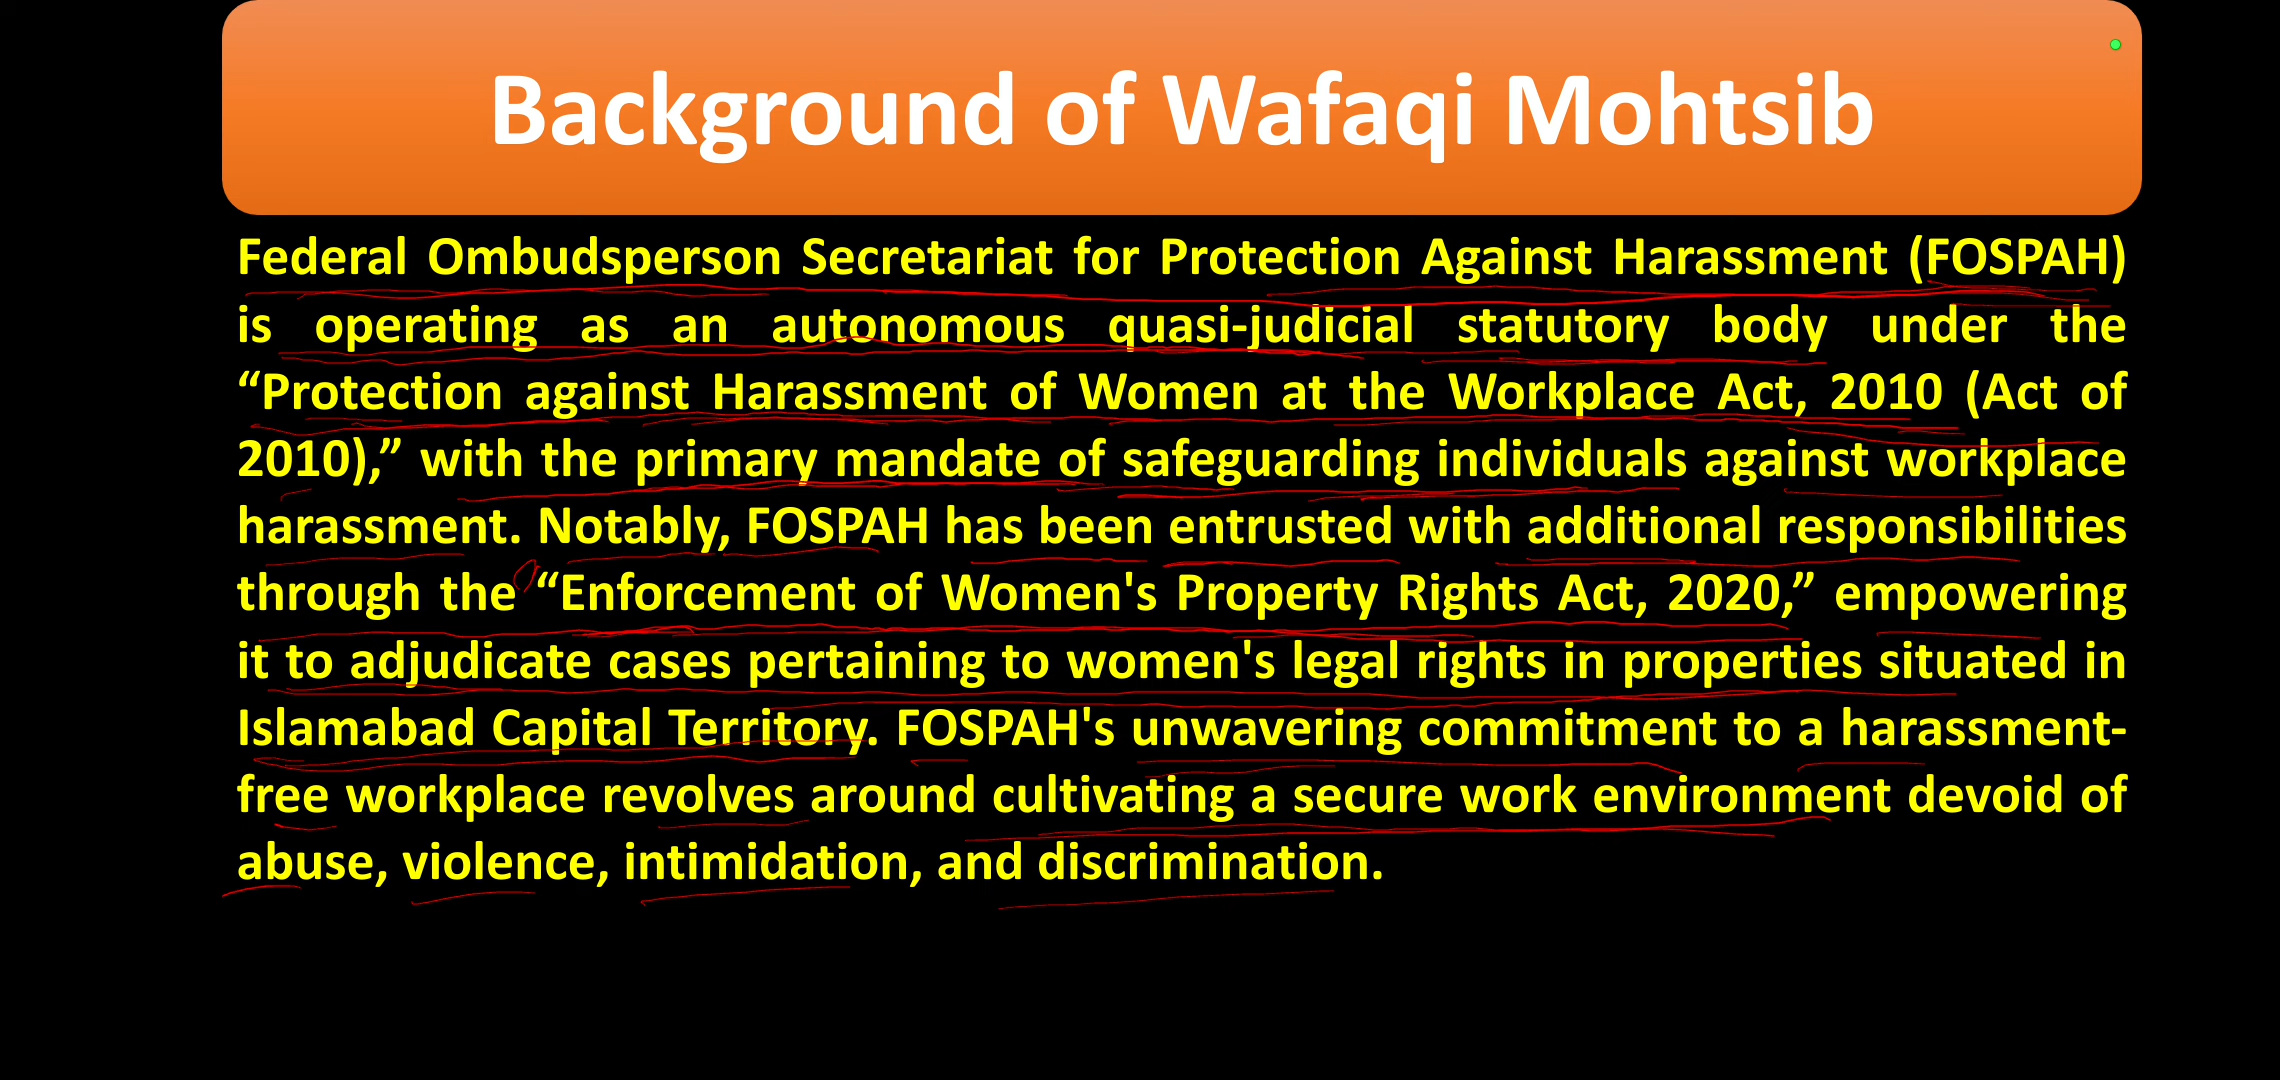 Background of Wafaqi Mohtsib
Federal Ombudsperson Secretariat for Protection Against Harassment (FOSPAH)
is operating as an autonomous quasi-judicial statutory body under the
“Protection against Harassment of Women at the Workplace Act, 2010 (Act of
2010),” with the primary mandate of safeguarding individuals against workplace
harassment. Notably, FOSPAH has been entrusted with additional responsibilities
through the “Enforcement of Women's Property Rights Act, 2020,” empowering
it to adjudicate cases pertaining to women's legal rights in properties situated in
Islamabad Capital Territory. FOSPAH's unwavering commitment to a harassment-
free workplace revolves around cultivating a secure work environment devoid of
abuse, violence, intimidation, and discrimination.